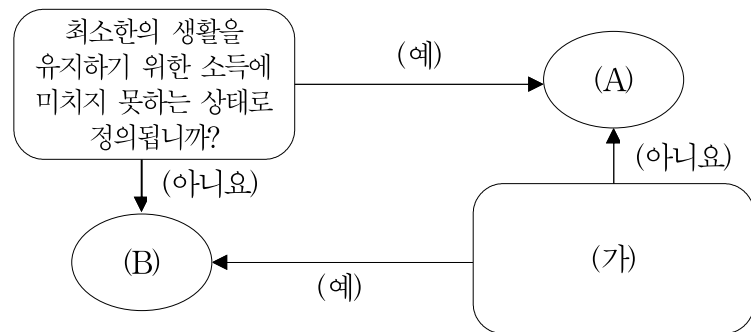 최소한의 생활을
유지하기 위한 소득에
미치지 못하는 상태로
정의됩니까?
(예)
(A)
(아니요)
(아니요)
(B)
(예)
(가)